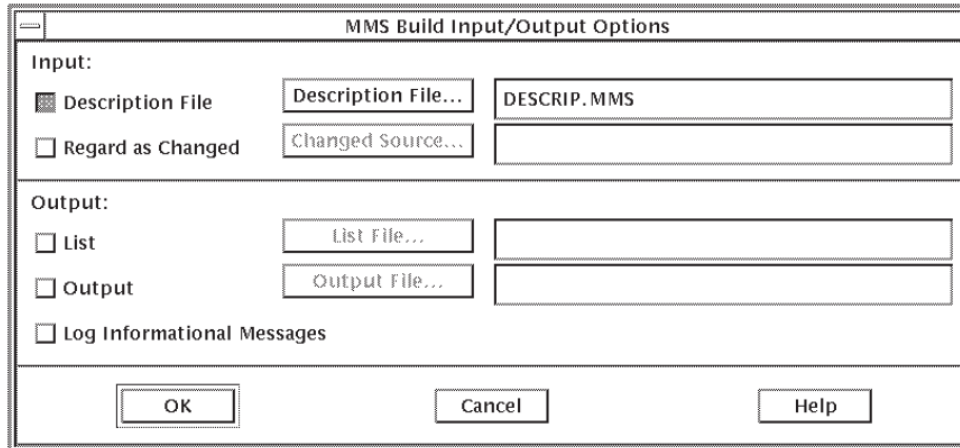 MMS Build Input/Output Options
Input:
Description File Description File... DESCRIP.MMS
Regard as Changed Changed Source...
Output:
List List File...
Output Output File...
Log Informational Messages
OK Cancel Help